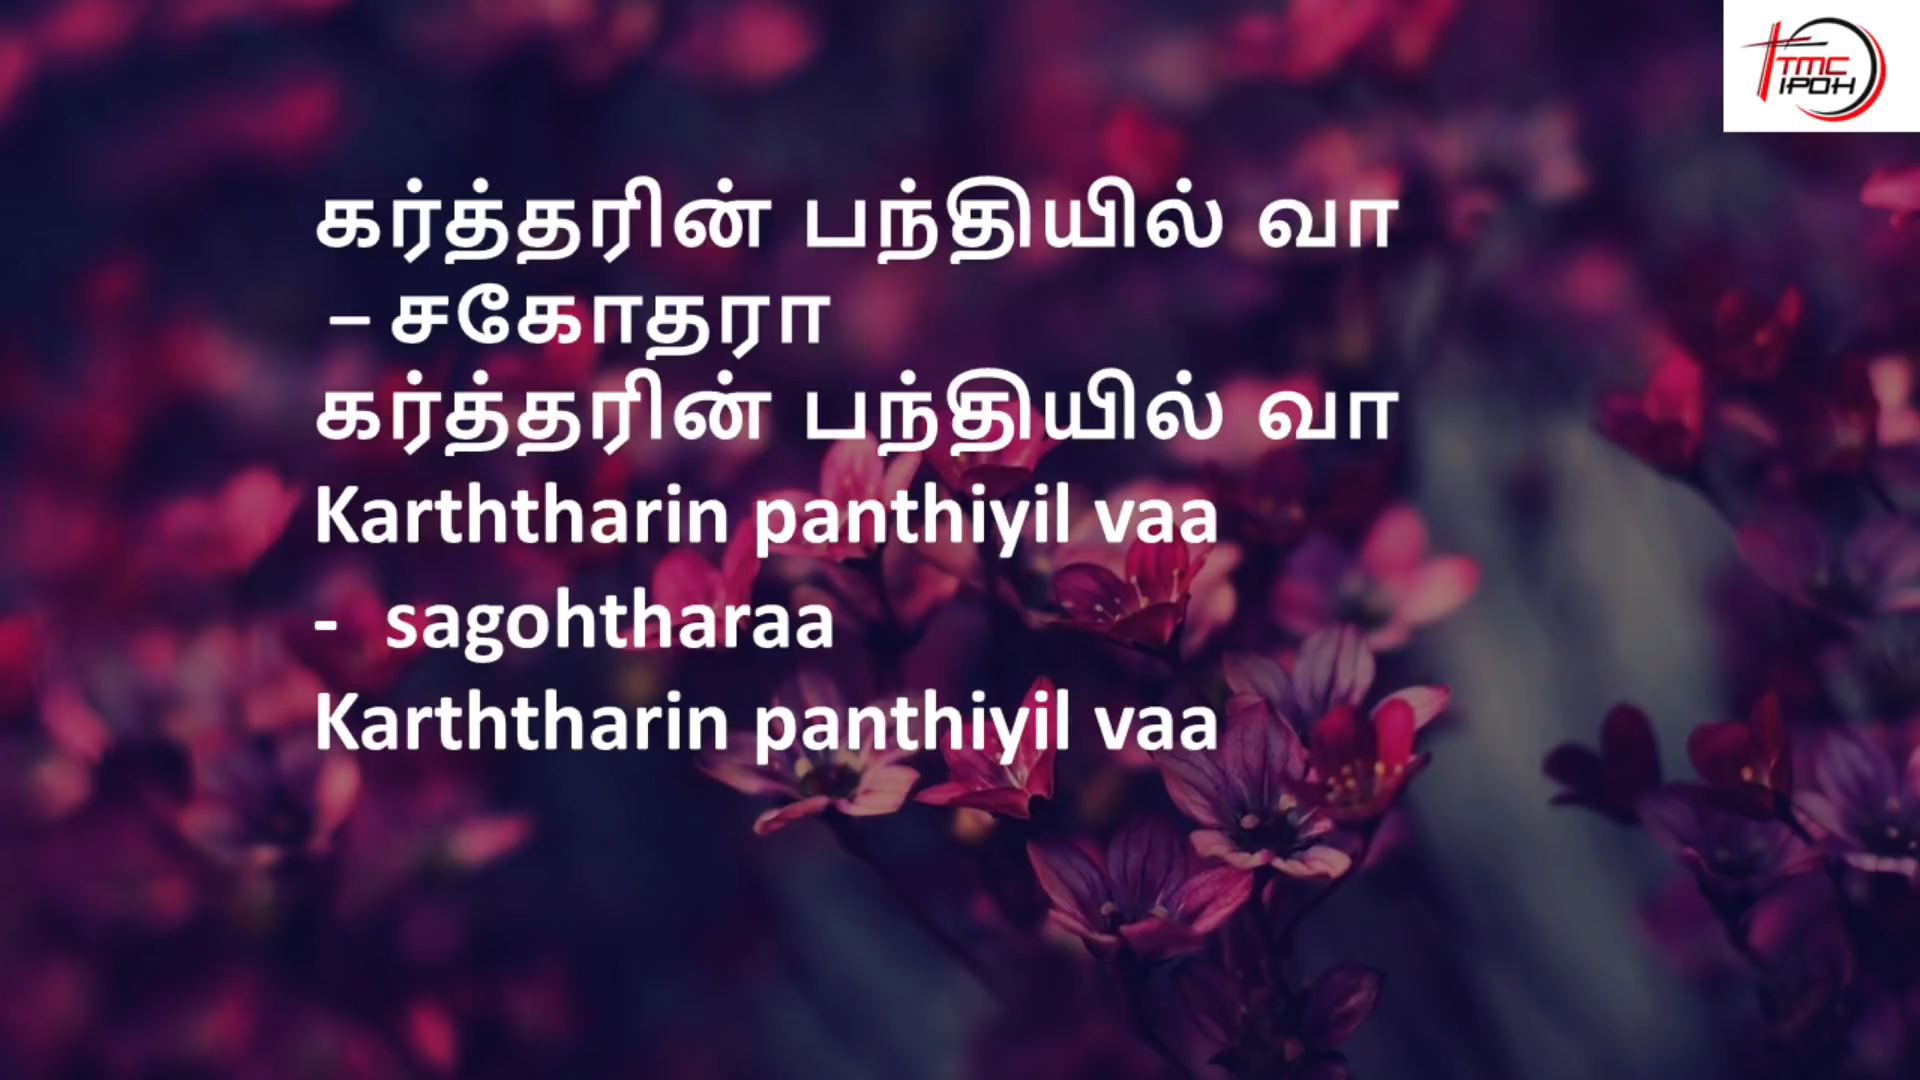 TMC
IPOH
கர்த்தரின் பந்தியில் வா
– சகோதரா
கர்த்தரின் பந்தியில் வா
Karththarin panthiyil vaa
- sagohtharaa
Karththarin panthiyil vaa